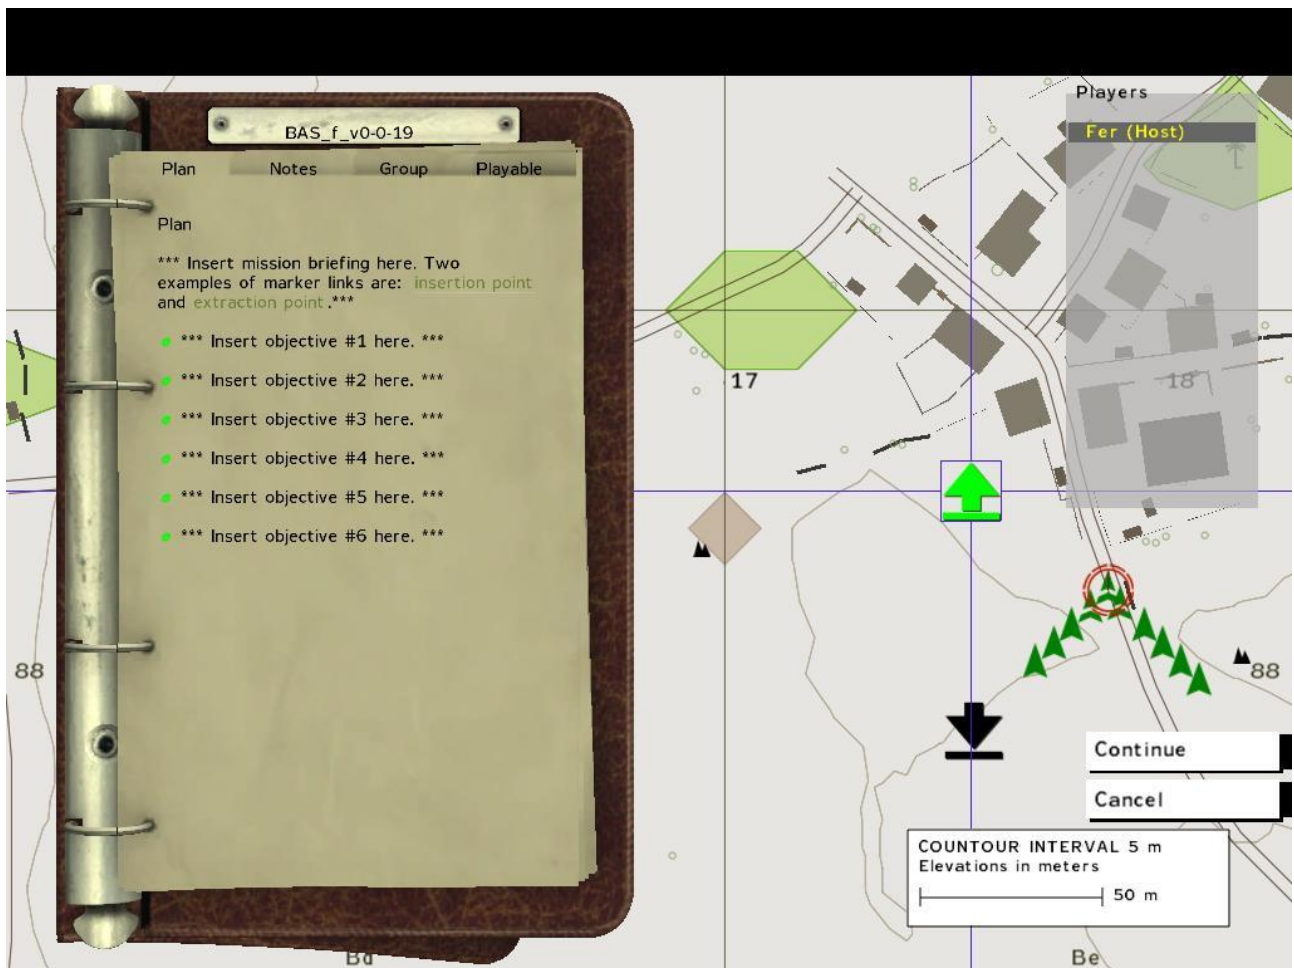 Players
Fer (Host)
BAS_f_v0-0-19
Plan Notes Group Playable
Plan
*** Insert mission briefing here. Two
examples of marker links are: insertion point
and extraction point.***
*** Insert objective #1 here. ***
*** Insert objective #2 here. ***
*** Insert objective #3 here. ***
*** Insert objective #4 here. ***
*** Insert objective #5 here. ***
*** Insert objective #6 here. ***
17
18
88
88
Continue
Cancel
COUNTOUR INTERVAL 5 m
Elevations in meters
50 m
Bd
Be